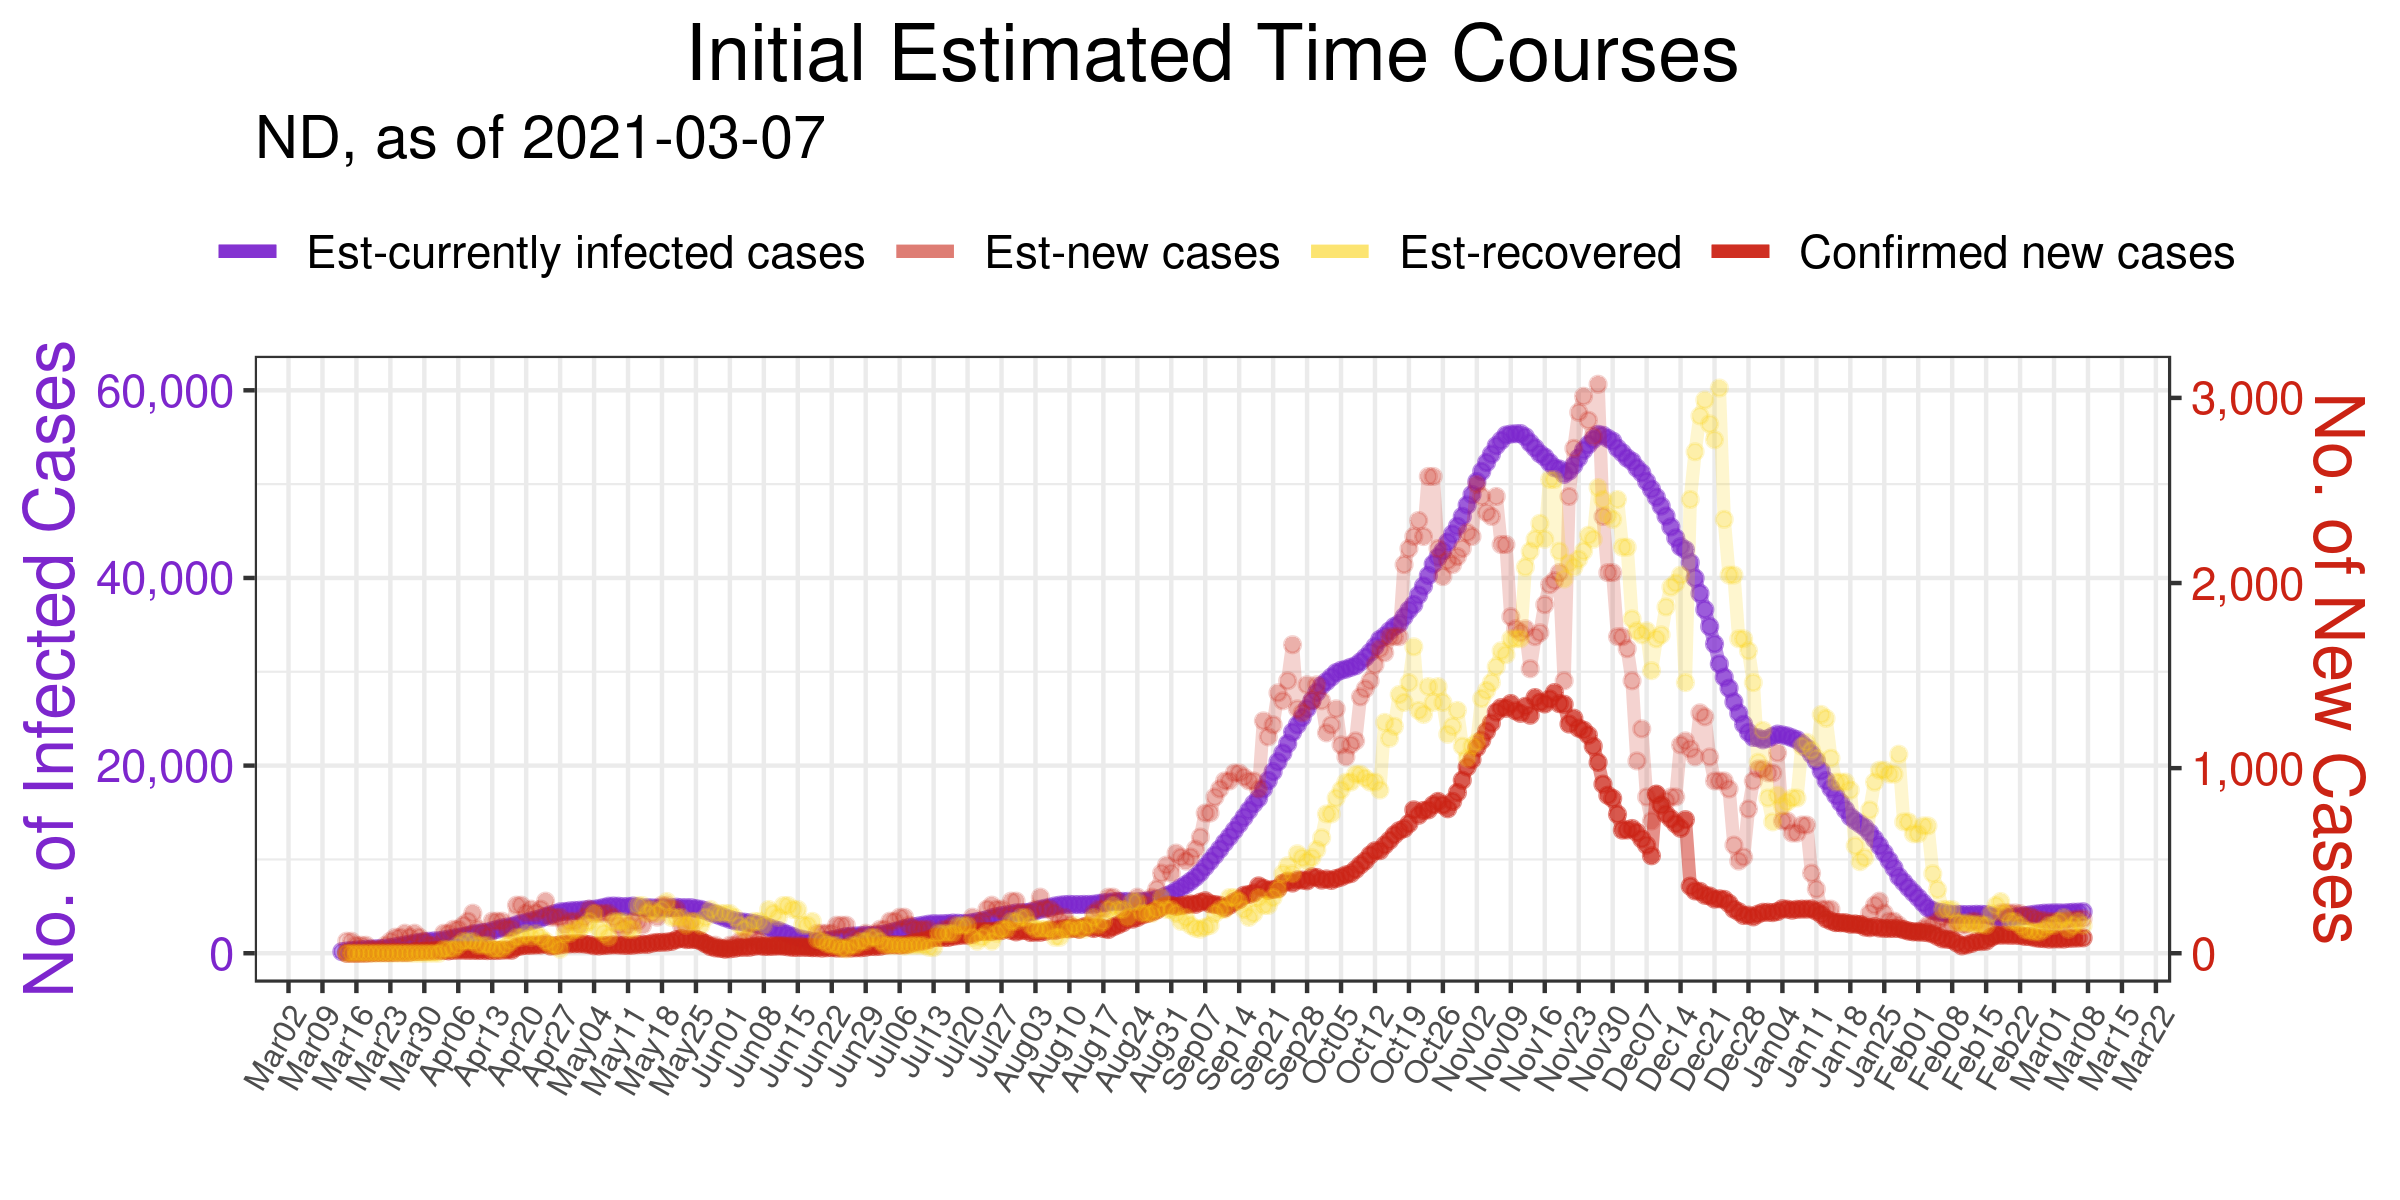 Initial Estimated Time Courses
ND, as of 2021-03-07
Est-currently infected cases Est-new cases Est-recovered Confirmed new cases
No. of Infected Cases
60,000
40,000
20,000
0
3,000
2,000
1,000
0
No. of New Cases
Mar02 Mar09 Mar16 Mar23 Mar30 Apr06 Apr13 Apr20 Apr27 May04 May11 May18 May25 Jun01 Jun08 Jun15 Jun22 Jun29 Jul06 Jul13 Jul20 Jul27 Aug03 Aug10 Aug17 Aug24 Aug31 Sep07 Sep14 Sep21 Sep28 Oct05 Oct12 Oct19 Oct26 Nov02 Nov09 Nov16 Nov23 Nov30 Dec07 Dec14 Dec21 Dec28 Jan04 Jan11 Jan18 Jan25 Feb01 Feb08 Feb15 Feb22 Mar01 Mar08 Mar15 Mar22